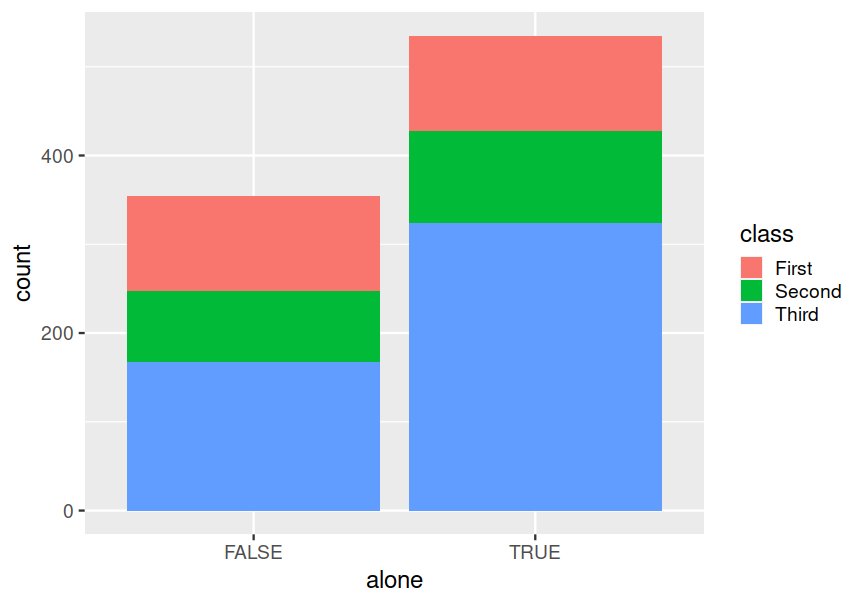 count
400
200
0
FALSE
TRUE
alone
class
First
Second
Third